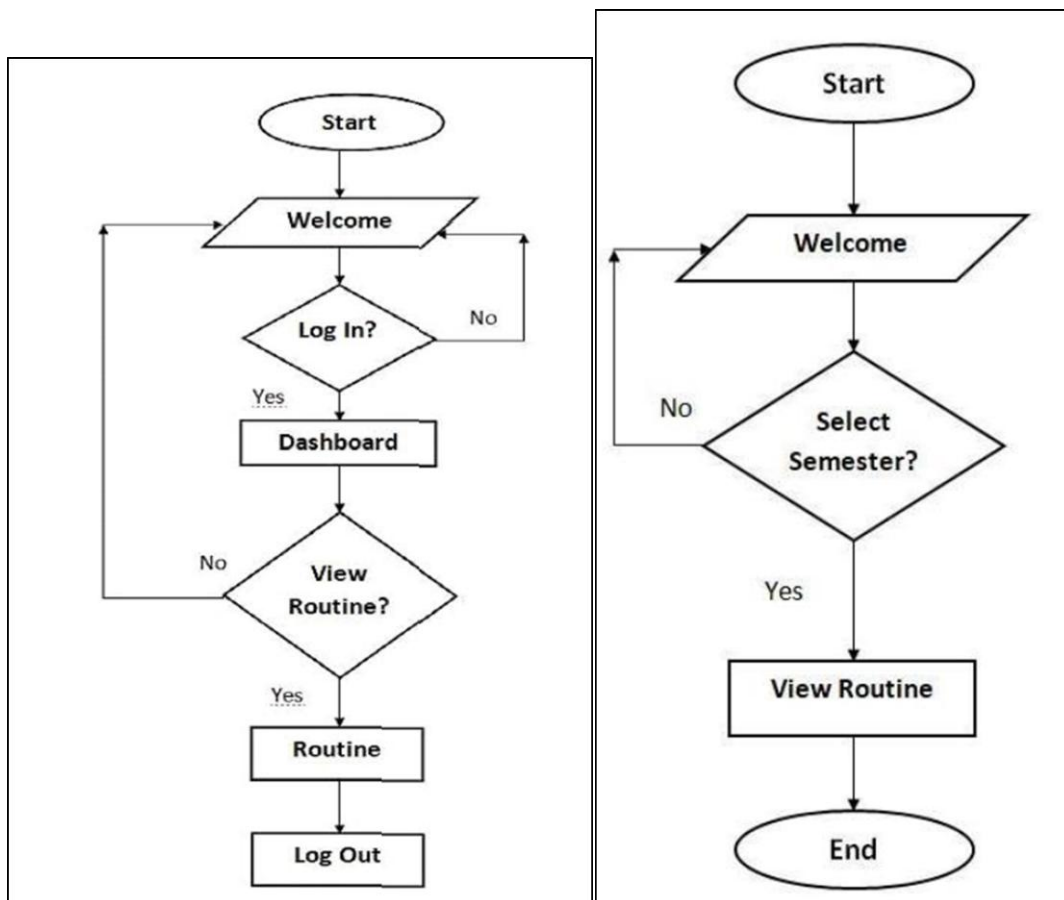 Start
Welcome
Log In?
No
Yes
Dashboard
No
View
Routine?
Yes
Routine
Log Out
Start
Welcome
No
Select
Semester?
Yes
View Routine
End